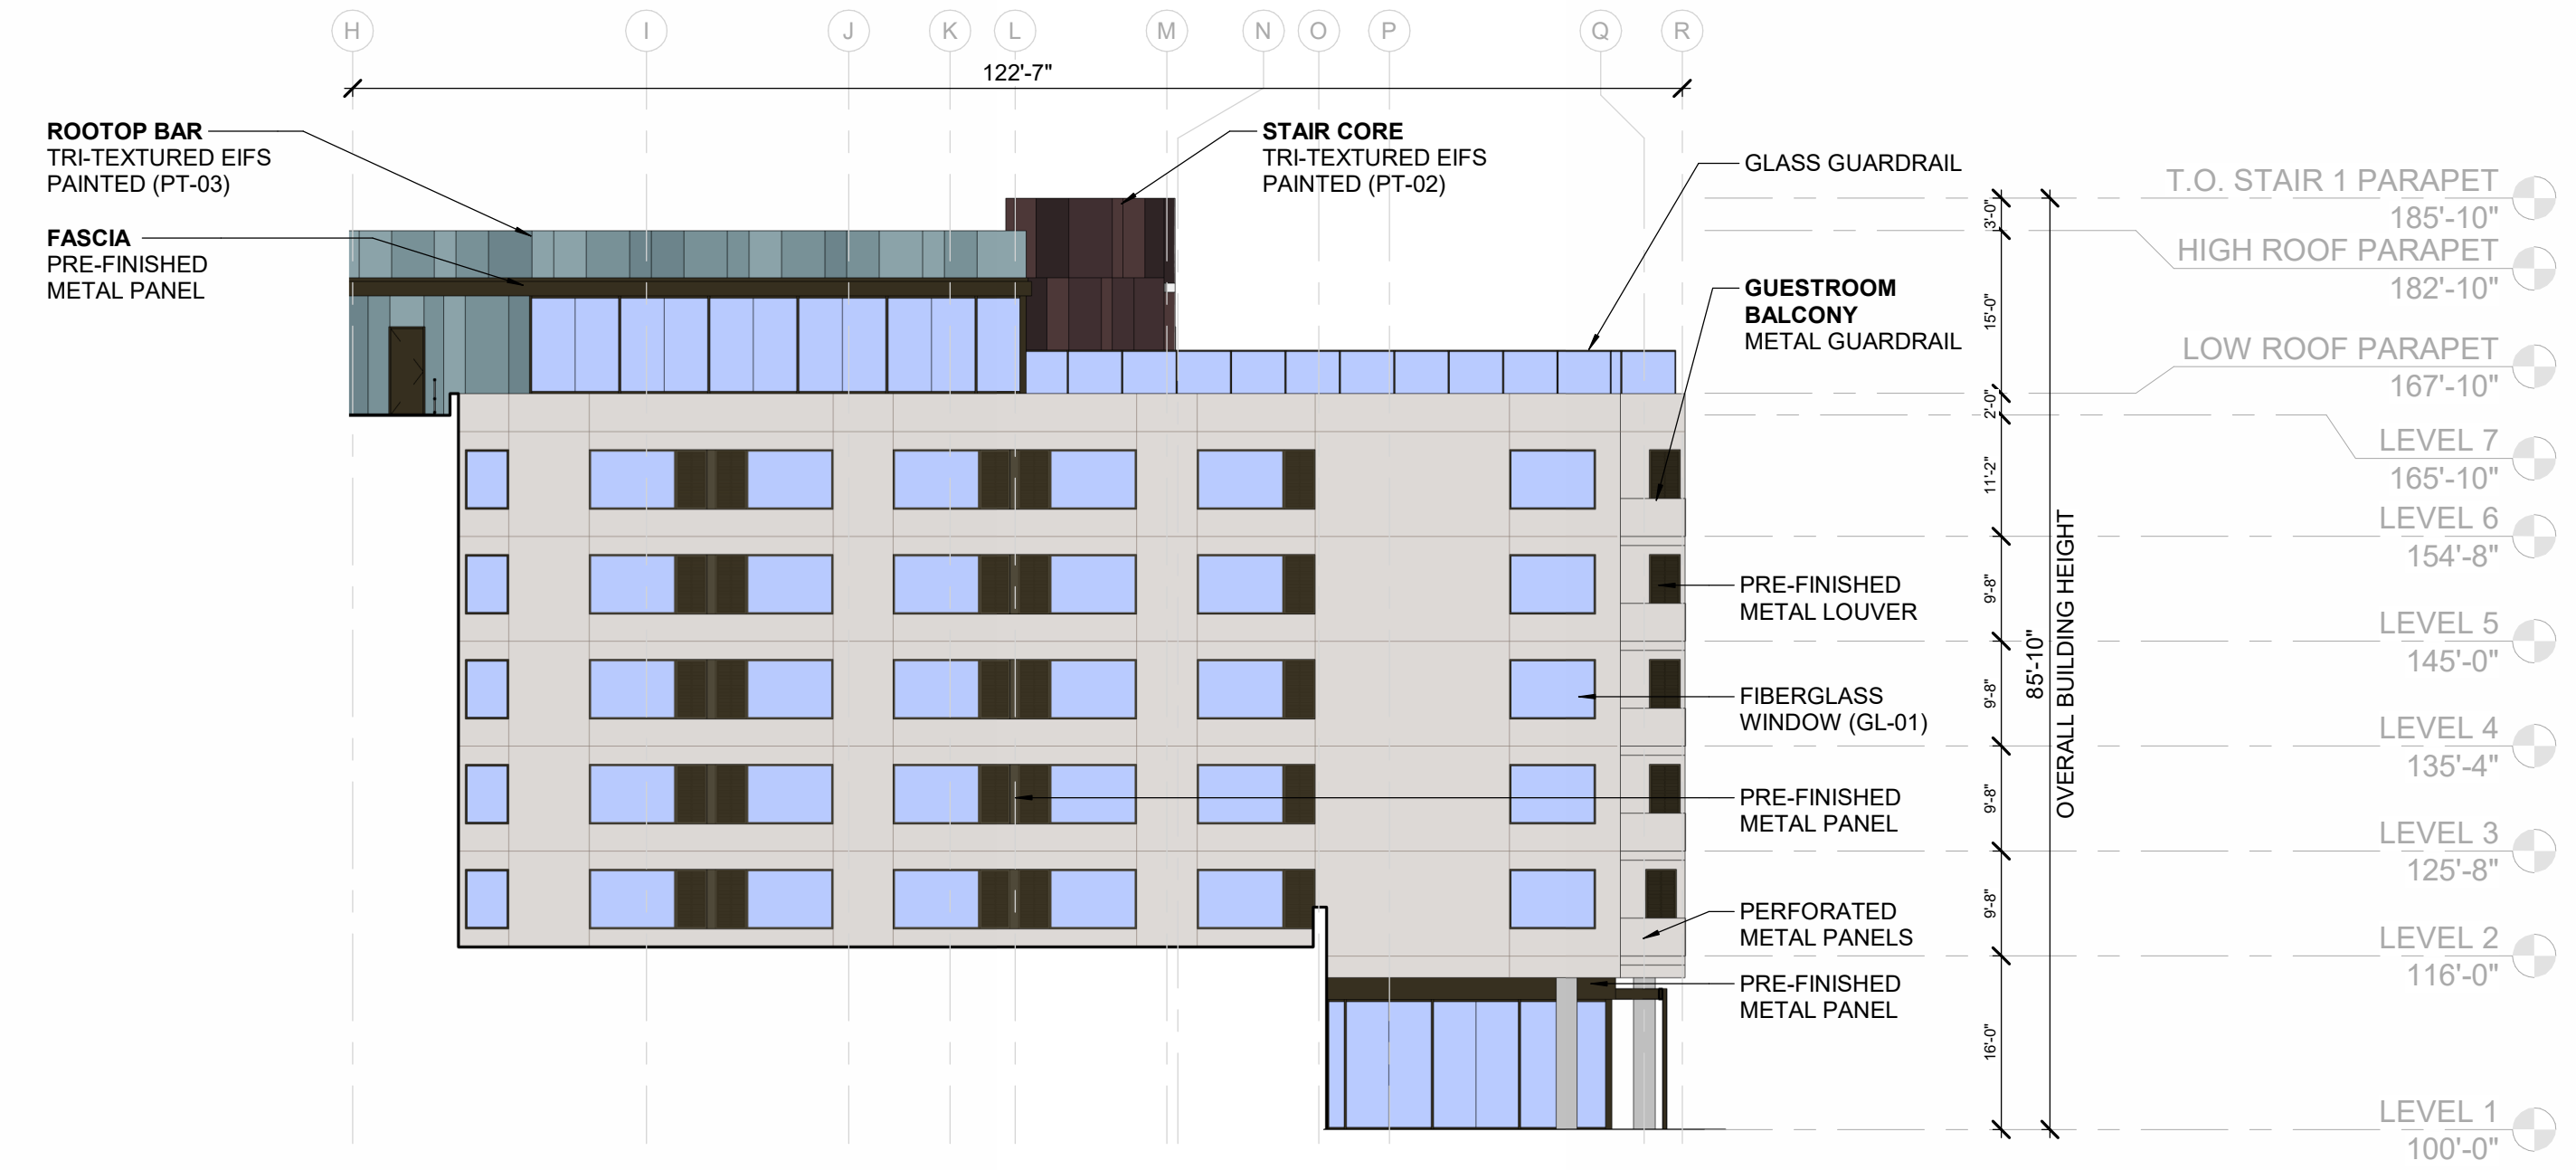 H I J K L M N O P Q R
122'-7"
ROOTOP BAR
TRI-TEXTURED EIFS
PAINTED (PT-03)
FASCIA
PRE-FINISHED
METAL PANEL
STAIR CORE
TRI-TEXTURED EIFS
PAINTED (PT-02)
GLASS GUARDRAIL
GUESTROOM
BALCONY
METAL GUARDRAIL
PRE-FINISHED
METAL LOUVER
FIBERGLASS
WINDOW (GL-01)
PRE-FINISHED
METAL PANEL
PERFORATED
METAL PANELS
PRE-FINISHED
METAL PANEL
3'-0"
15'-0"
2'-0"
11'-2"
9'-8"
9'-8"
9'-8"
9'-8"
16'-0"
85'-10"
OVERALL BUILDING HEIGHT
T.O. STAIR 1 PARAPET
185'-10"
HIGH ROOF PARAPET
182'-10"
LOW ROOF PARAPET
167'-10"
LEVEL 7
165'-10"
LEVEL 6
154'-8"
LEVEL 5
145'-0"
LEVEL 4
135'-4"
LEVEL 3
125'-8"
LEVEL 2
116'-0"
LEVEL 1
100'-0"